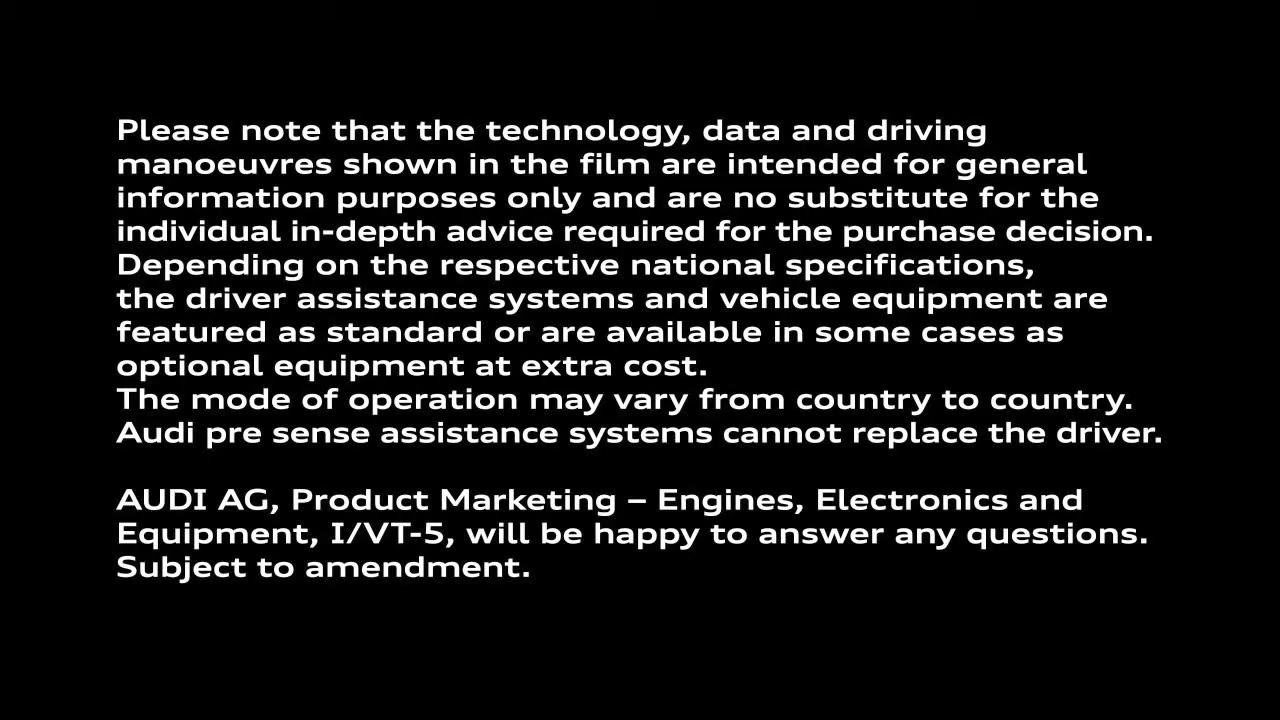 Please note that the technology, data and driving
manoeuvres shown in the film are intended for general
information purposes only and are no substitute for the
individual in-depth advice required for the purchase decision.
Depending on the respective national specifications,
the driver assistance systems and vehicle equipment are
featured as standard or are available in some cases as
optional equipment at extra cost.
The mode of operation may vary from country to country.
Audi pre sense assistance systems cannot replace the driver.
AUDI AG, Product Marketing – Engines, Electronics and
Equipment, I/VT-5, will be happy to answer any questions.
Subject to amendment.